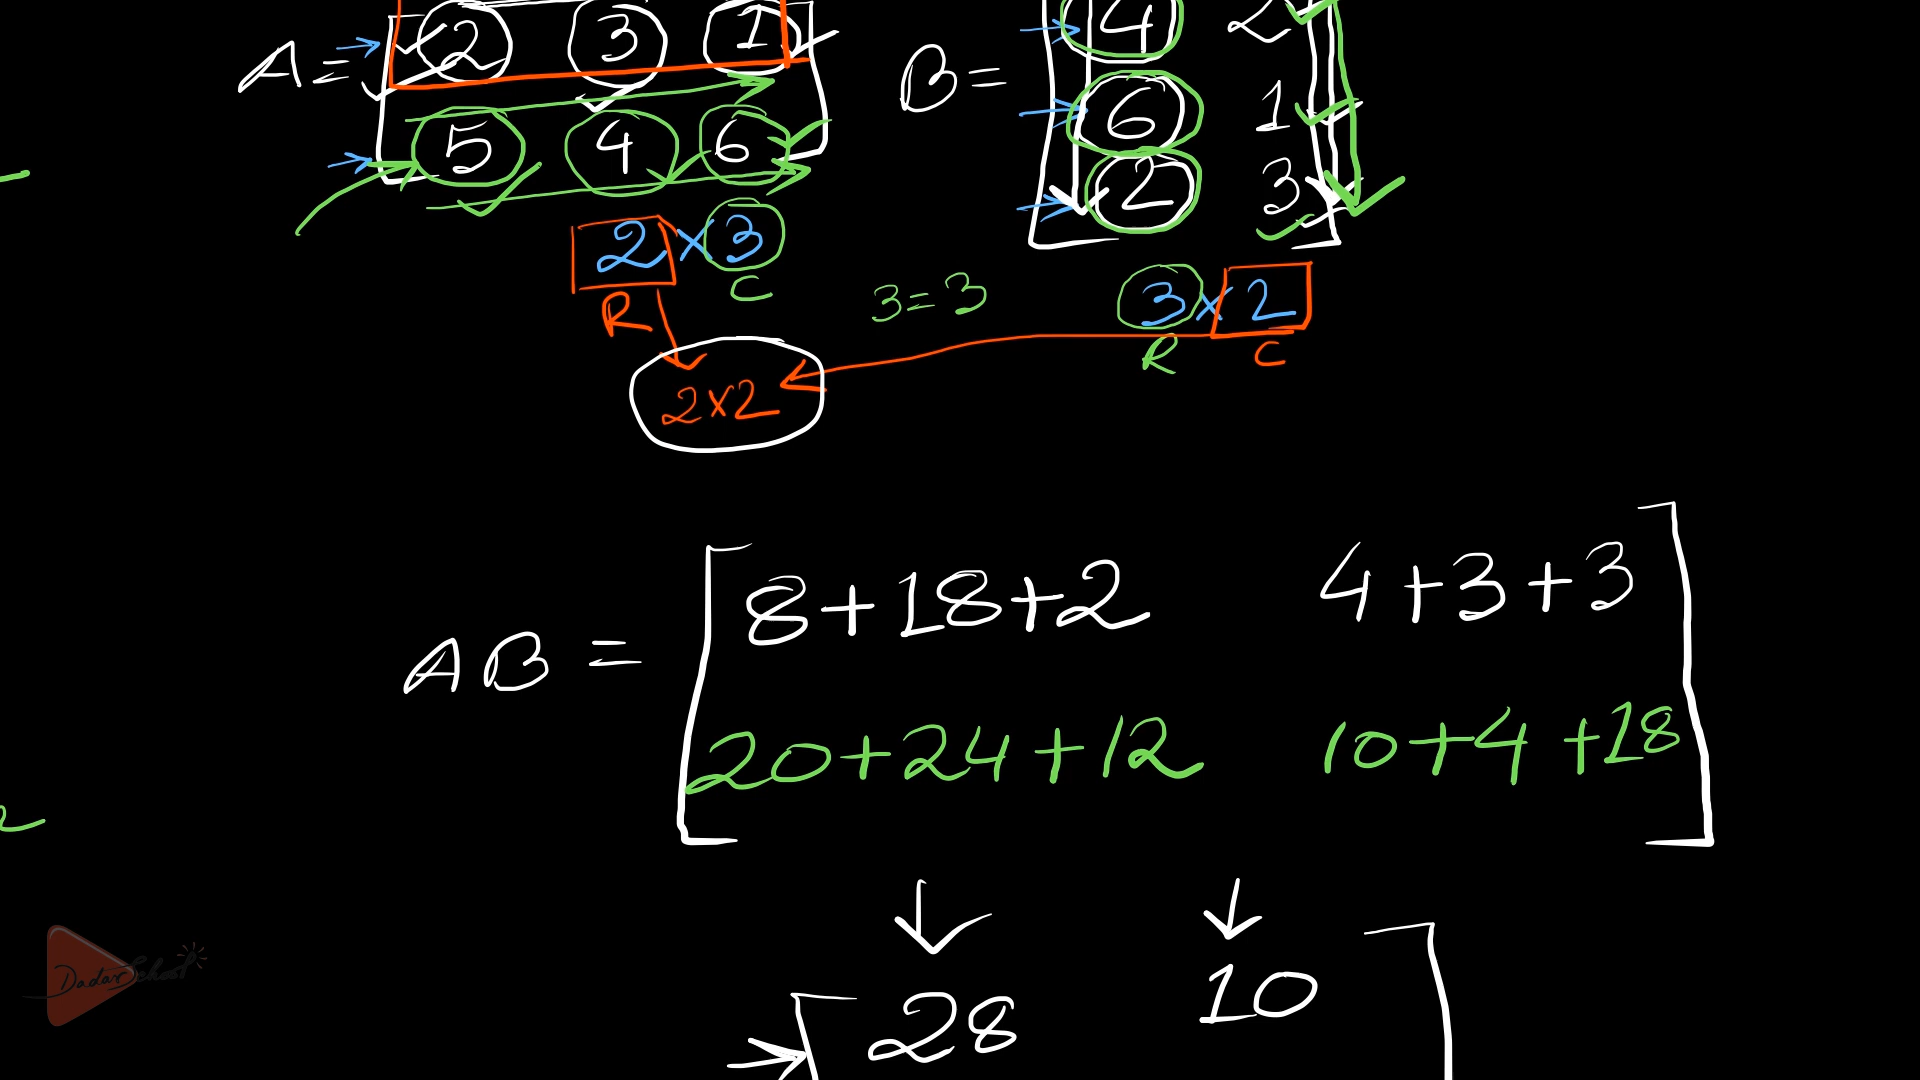 A = 2 3 1 B = 4 2
5 4 6 6 1
2 3
2×3 3×2
R C 3=3 R C
2×2
AB = 8+18+2 4+3+3
20+24+12 10+4+18
28 10
DadarSchool